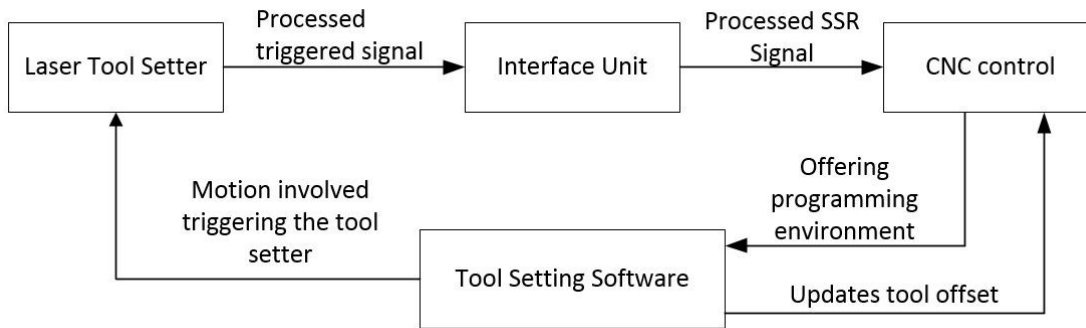 Processed
triggered signal
Processed SSR
Signal
Laser Tool Setter
Interface Unit
CNC control
Motion involved
triggering the tool
setter
Offering
programming
environment
Tool Setting Software
Updates tool offset